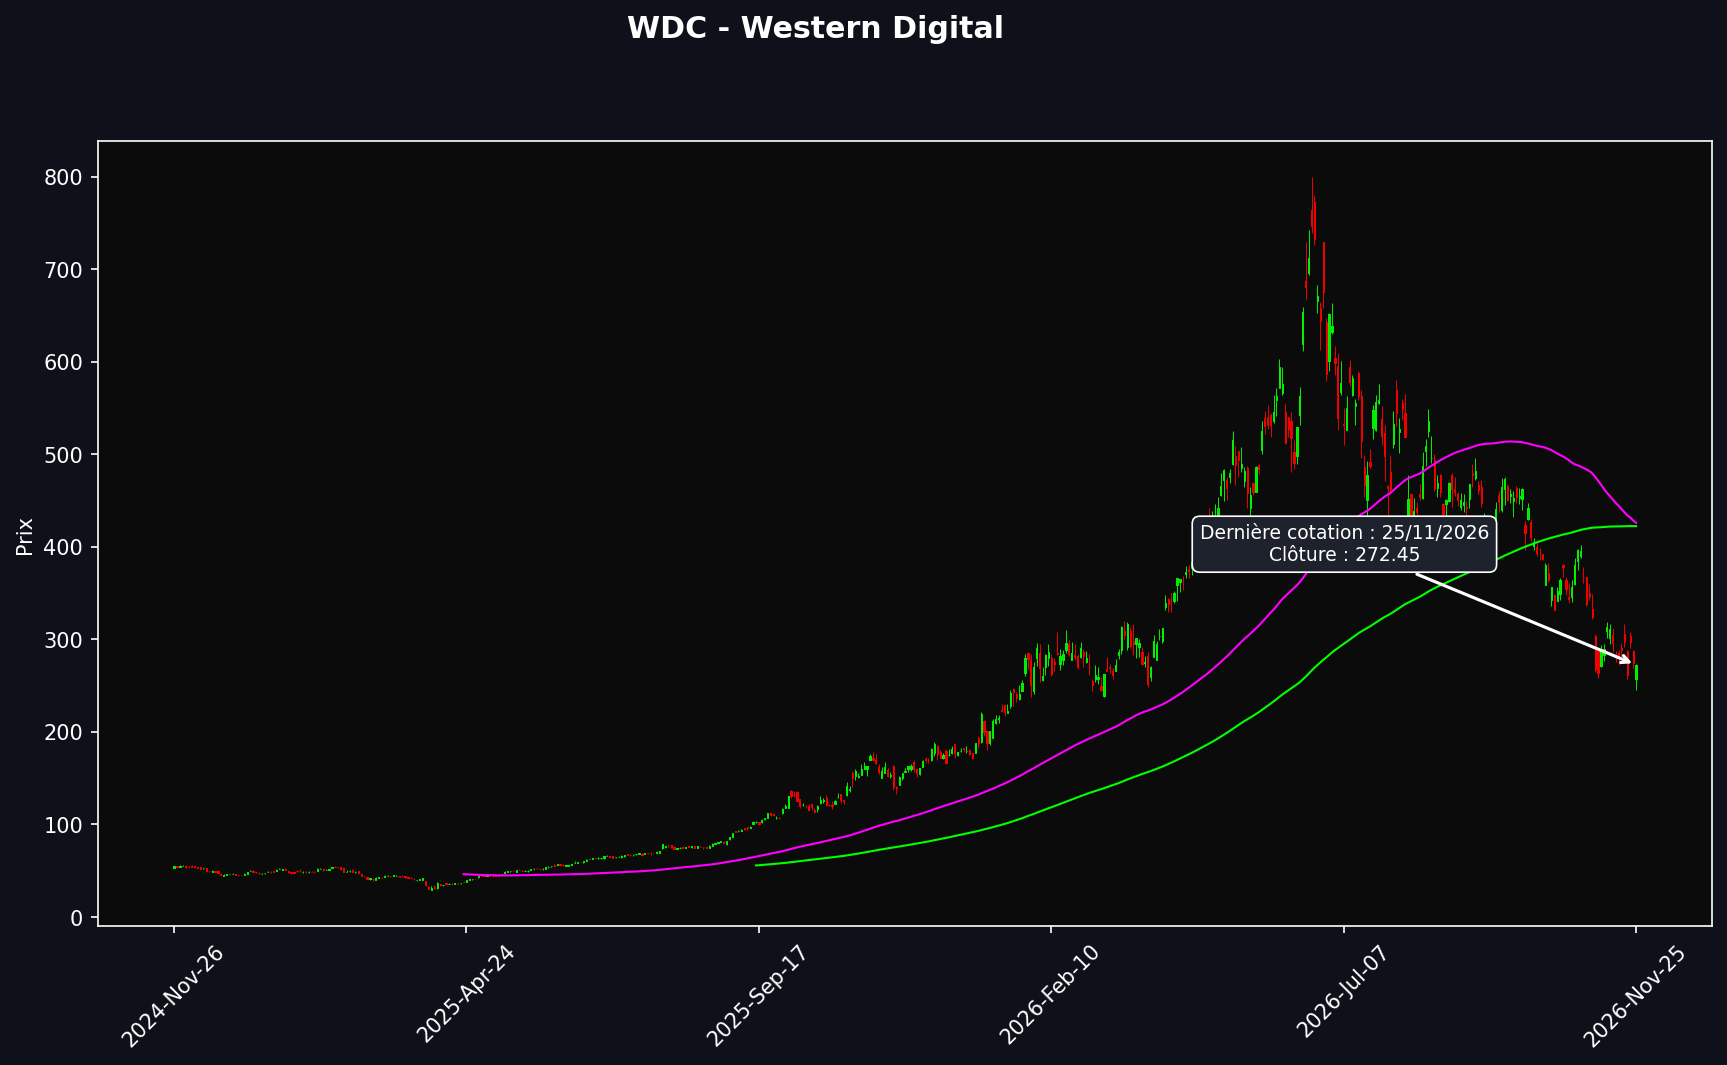 WDC - Western Digital
Prix
800
700
600
500
400
300
200
100
0
Dernière cotation : 25/11/2026
Clôture : 272.45
2024-Nov-26
2025-Apr-24
2025-Sep-17
2026-Feb-10
2026-Jul-07
2026-Nov-25